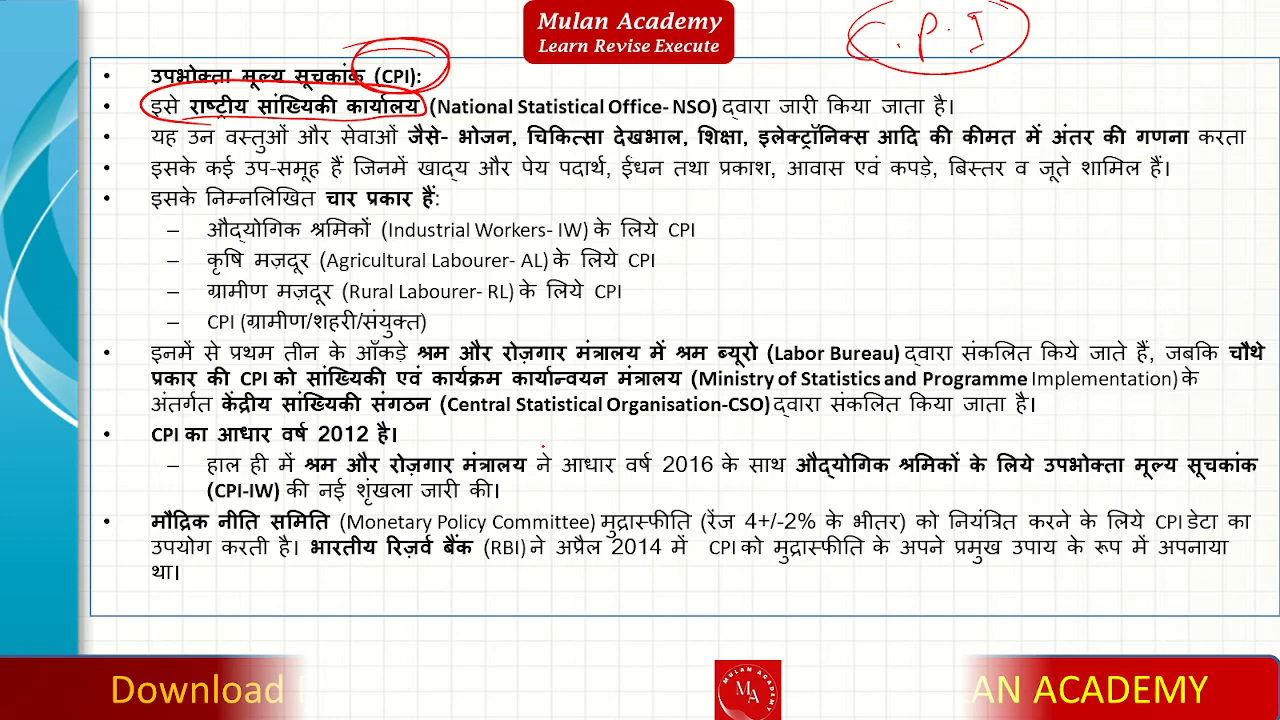 Mulan Academy
Learn Revise Execute
C.P.I
• उपभोक्ता मूल्य सूचकांक (CPI):
• इसे राष्ट्रीय सांख्यिकी कार्यालय (National Statistical Office- NSO) द्वारा जारी किया जाता है।
• यह उन वस्तुओं और सेवाओं जैसे- भोजन, चिकित्सा देखभाल, शिक्षा, इलेक्ट्रॉनिक्स आदि की कीमत में अंतर की गणना करता
• इसके कई उप-समूह हैं जिनमें खाद्य और पेय पदार्थ, ईधन तथा प्रकाश, आवास एवं कपड़े, बिस्तर व जूते शामिल हैं।
• इसके निम्नलिखित चार प्रकार हैं:
– औद्योगिक श्रमिकों (Industrial Workers- IW) के लिये CPI
– कृषि मज़दूर (Agricultural Labourer- AL) के लिये CPI
– ग्रामीण मज़दूर (Rural Labourer- RL) के लिये CPI
– CPI (ग्रामीण/शहरी/संयुक्त)
• इनमें से प्रथम तीन के आँकड़े श्रम और रोज़गार मंत्रालय में श्रम ब्यूरो (Labor Bureau) द्वारा संकलित किये जाते हैं, जबकि चौथे
प्रकार की CPI को सांख्यिकी एवं कार्यक्रम कार्यान्वयन मंत्रालय (Ministry of Statistics and Programme Implementation) के
अंतर्गत केंद्रीय सांख्यिकी संगठन (Central Statistical Organisation-CSO) द्वारा संकलित किया जाता है।
• CPI का आधार वर्ष 2012 है।
– हाल ही में श्रम और रोज़गार मंत्रालय ने आधार वर्ष 2016 के साथ औद्योगिक श्रमिकों के लिये उपभोक्ता मूल्य सूचकांक
(CPI-IW) की नई शृंखला जारी की।
• मौद्रिक नीति समिति (Monetary Policy Committee) मुद्रास्फीति (रेंज 4+/-2% के भीतर) को नियंत्रित करने के लिये CPI डेटा का
उपयोग करती है। भारतीय रिज़र्व बैंक (RBI) ने अप्रैल 2014 में CPI को मुद्रास्फीति के अपने प्रमुख उपाय के रूप में अपनाया
था।
Download
MULAN ACADEMY
MA
AN ACADEMY